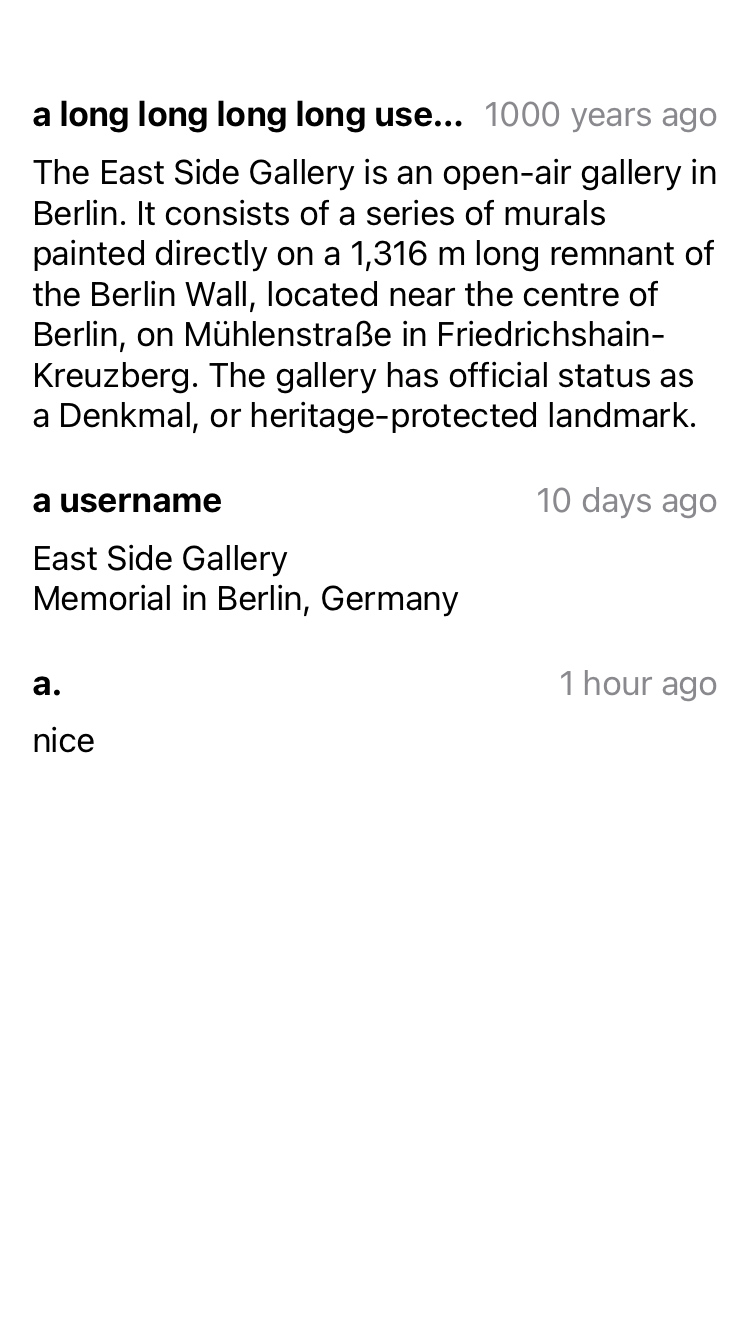 a long long long long use... 1000 years ago
The East Side Gallery is an open-air gallery in
Berlin. It consists of a series of murals
painted directly on a 1,316 m long remnant of
the Berlin Wall, located near the centre of
Berlin, on Mühlenstraße in Friedrichshain-
Kreuzberg. The gallery has official status as
a Denkmal, or heritage-protected landmark.
a username 10 days ago
East Side Gallery
Memorial in Berlin, Germany
a. 1 hour ago
nice